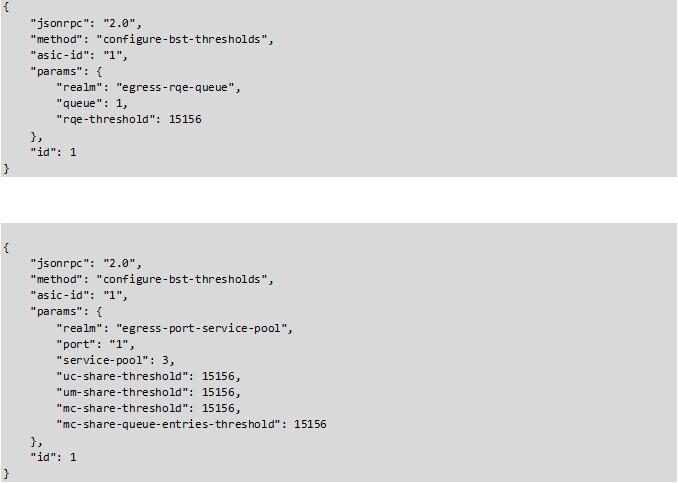 {
    "jsonrpc": "2.0",
    "method": "configure-bst-thresholds",
    "asic-id": "1",
    "params": {
        "realm": "egress-rqe-queue",
        "queue": 1,
        "rqe-threshold": 15156
    },
    "id": 1
}
{
    "jsonrpc": "2.0",
    "method": "configure-bst-thresholds",
    "asic-id": "1",
    "params": {
        "realm": "egress-port-service-pool",
        "port": "1",
        "service-pool": 3,
        "uc-share-threshold": 15156,
        "um-share-threshold": 15156,
        "mc-share-threshold": 15156,
        "mc-share-queue-entries-threshold": 15156
    },
    "id": 1
}